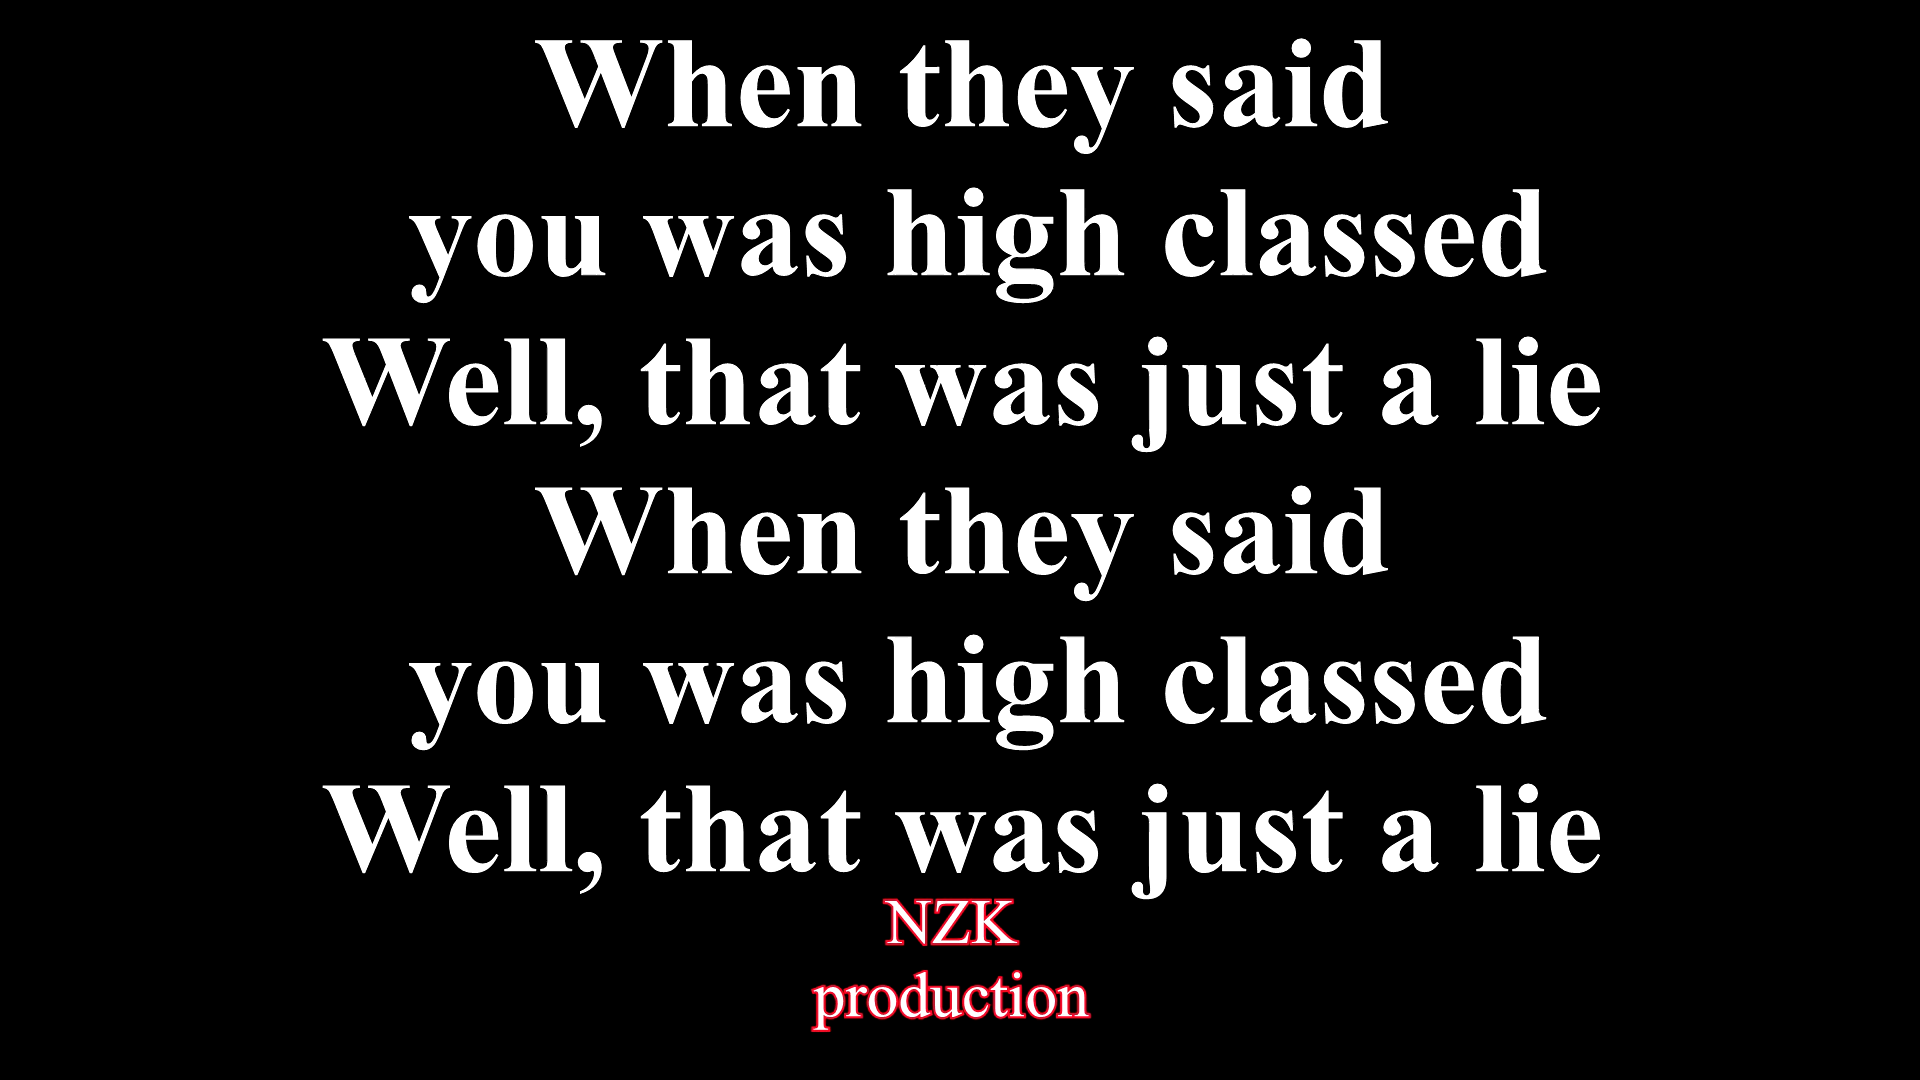 When they said
you was high classed
Well, that was just a lie
When they said
you was high classed
Well, that was just a lie
NZK
production